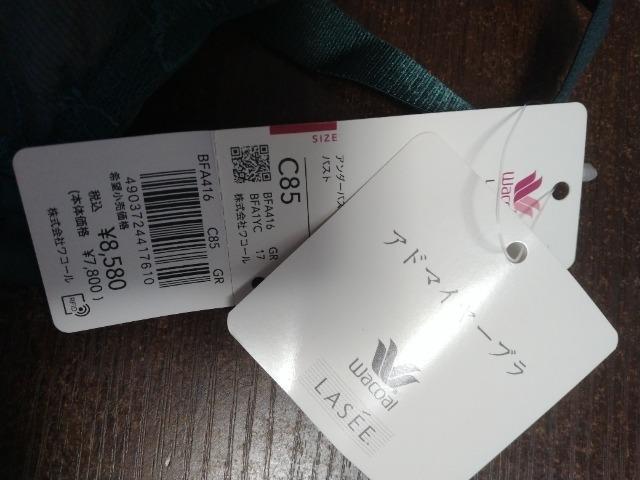 SIZE
C85
アンダーバス
バスト
BFA416 GR
BFA1YC 17
株式会社ワコール
BFA416 C85 GR
4903724477610
希望小売価格
税込 ¥8,580
(本体価格 ¥7,800)
株式会社ワコール
RFID
アドマイヤーブラ
wacoal
LASÉE